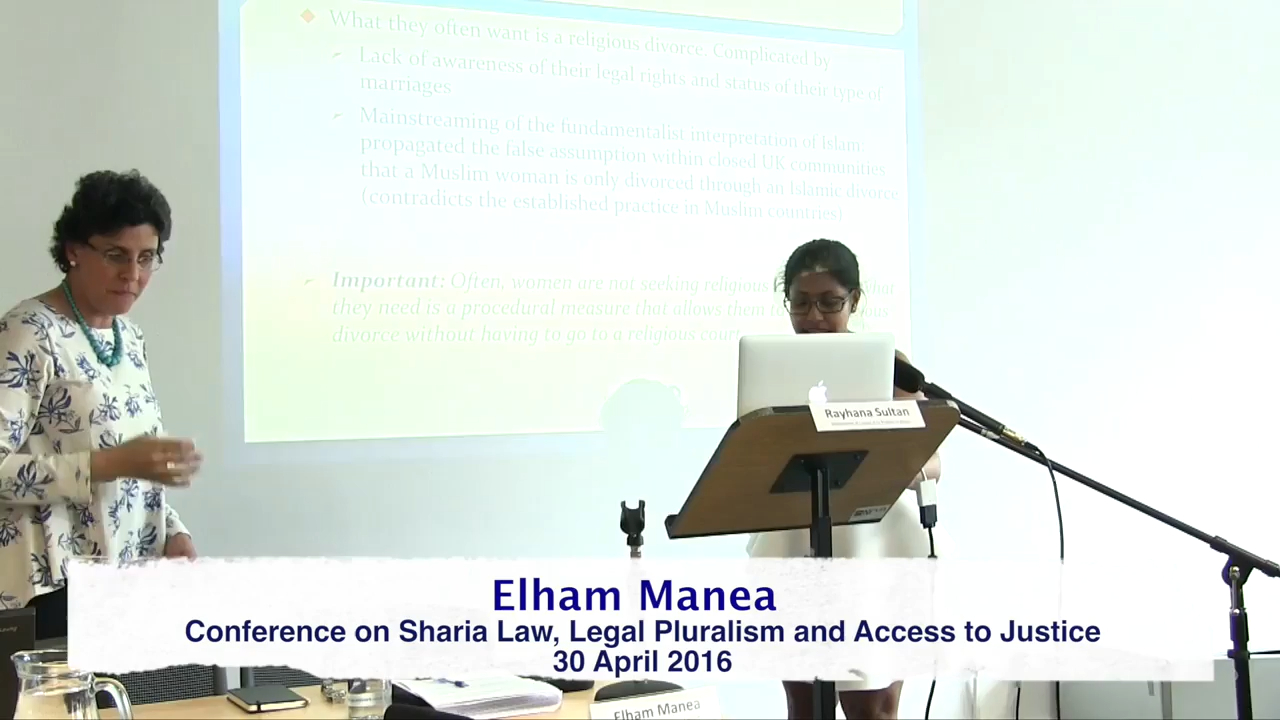 What they often want is a religious divorce. Complicated by
Lack of awareness of their legal rights and status of their type of
marriages
Mainstreaming of the fundamentalist interpretation of Islam:
propagated the false assumption within closed UK communities
that a Muslim woman is only divorced through an Islamic divorce
(contradicts the established practice in Muslim countries)
Important: Often, women are not seeking religious
they need is a procedural measure that allows them
divorce without having to go to a religious court
Rayhana Sultan
Elham Manea
Conference on Sharia Law, Legal Pluralism and Access to Justice
30 April 2016
Elham Manea